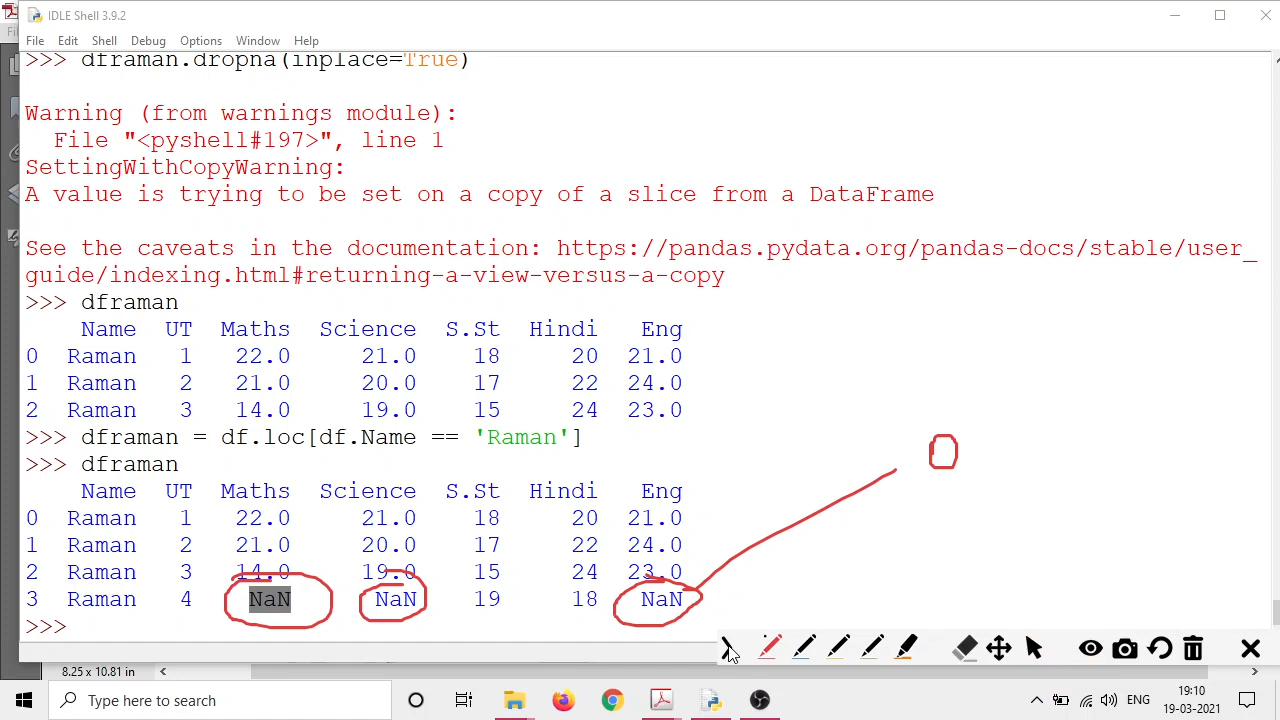 IDLE Shell 3.9.2
File Edit Shell Debug Options Window Help
>>> dframan.dropna(inplace=True)
Warning (from warnings module):
File "<pyshell#197>", line 1
SettingWithCopyWarning:
A value is trying to be set on a copy of a slice from a DataFrame
See the caveats in the documentation: https://pandas.pydata.org/pandas-docs/stable/user_
guide/indexing.html#returning-a-view-versus-a-copy
>>> dframan
Name UT Maths Science S.St Hindi Eng
0 Raman 1 22.0 21.0 18 20 21.0
1 Raman 2 21.0 20.0 17 22 24.0
2 Raman 3 14.0 19.0 15 24 23.0
>>> dframan = df.loc[df.Name == 'Raman']
>>> dframan
Name UT Maths Science S.St Hindi Eng
0 Raman 1 22.0 21.0 18 20 21.0
1 Raman 2 21.0 20.0 17 22 24.0
2 Raman 3 14.0 19.0 15 24 23.0
3 Raman 4 NaN NaN 19 18 NaN
>>>
0
8.25 x 10.81 in
Type here to search
ENG
19:10
19-03-2021